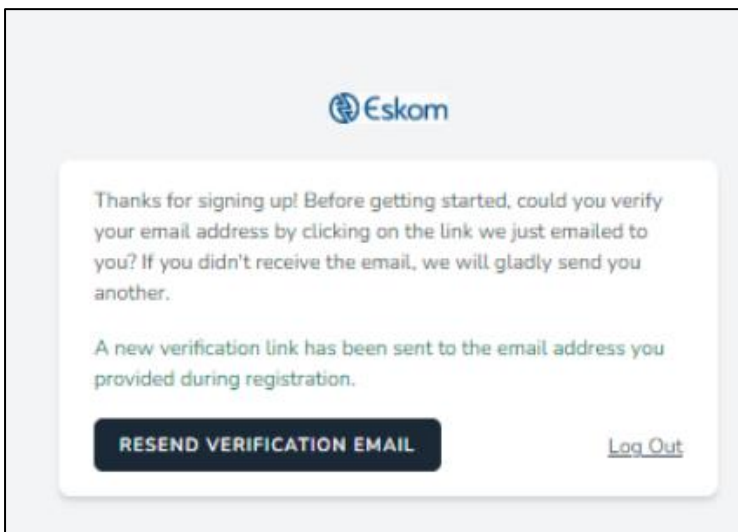 Eskom
Thanks for signing up! Before getting started, could you verify
your email address by clicking on the link we just emailed to
you? If you didn't receive the email, we will gladly send you
another.
A new verification link has been sent to the email address you
provided during registration.
RESEND VERIFICATION EMAIL
Log Out